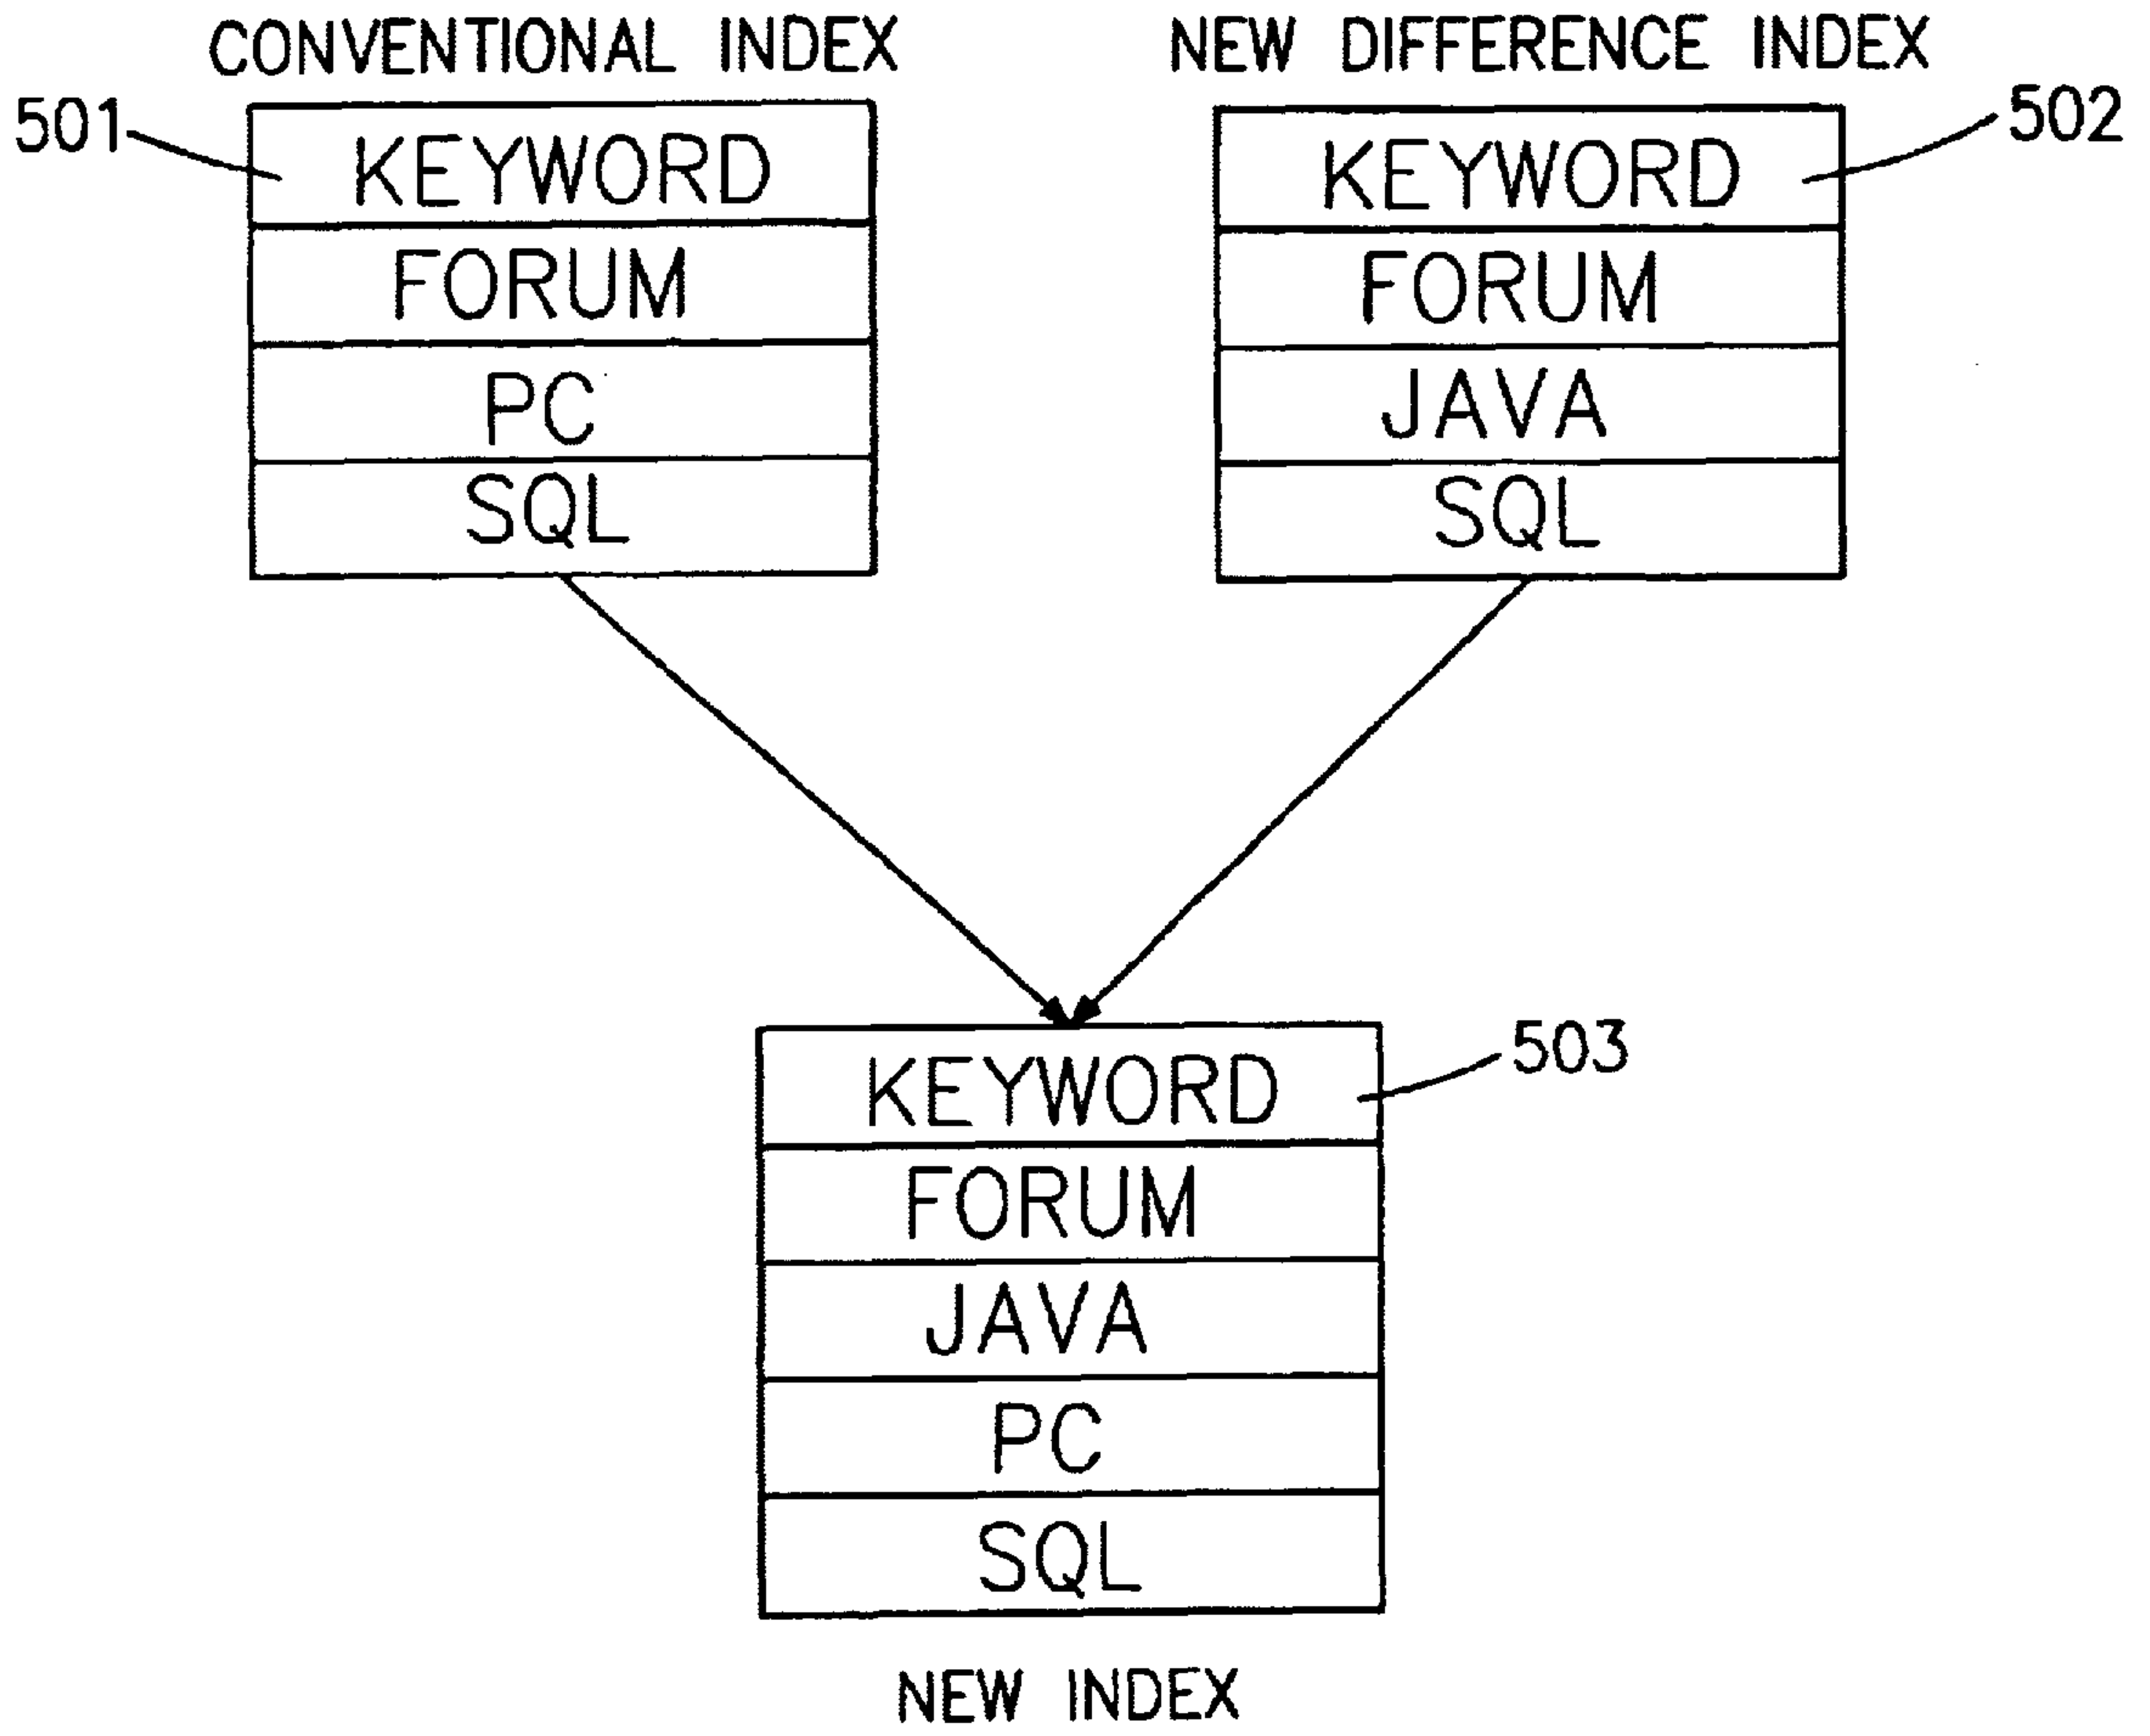 CONVENTIONAL INDEX
NEW DIFFERENCE INDEX
501
502
KEYWORD
FORUM
PC
SQL
KEYWORD
FORUM
JAVA
SQL
503
KEYWORD
FORUM
JAVA
PC
SQL
NEW INDEX